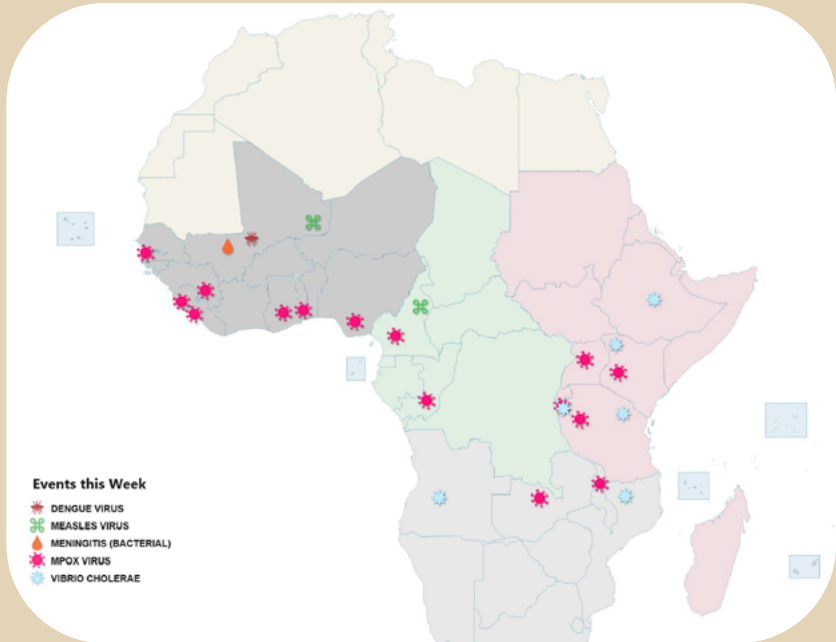 Events this Week
DENGUE VIRUS
MEASLES VIRUS
MENINGITIS (BACTERIAL)
MPOX VIRUS
VIBRIO CHOLERAE